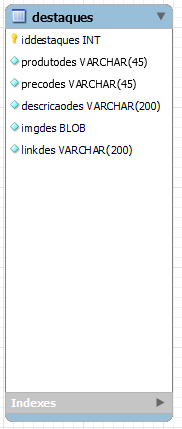 destaques
iddestaques INT
produtodes VARCHAR(45)
precodes VARCHAR(45)
descricaodes VARCHAR(200)
imgdes BLOB
linkdes VARCHAR(200)
Indexes